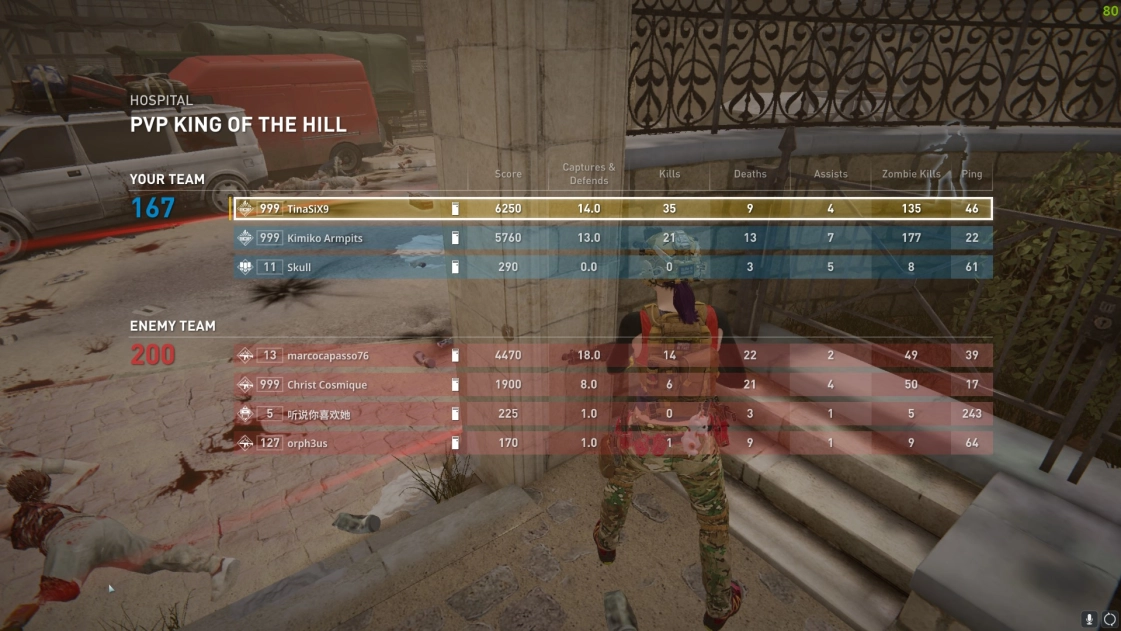 80
HOSPITAL
PVP KING OF THE HILL
YOUR TEAM Score Captures & Defends Kills Deaths Assists Zombie Kills Ping
167
999 TinaSiX9 6250 14.0 35 9 4 135 46
999 Kimiko Armpits 5760 13.0 21 13 7 177 22
11 Skull 290 0.0 0 3 5 8 61
ENEMY TEAM
200
13 marcocapasso76 4470 18.0 14 22 2 49 39
999 Christ Cosmique 1900 8.0 6 21 4 50 17
5 听说你喜欢她 225 1.0 0 3 1 5 243
127 orph3us 170 1.0 1 9 1 9 64